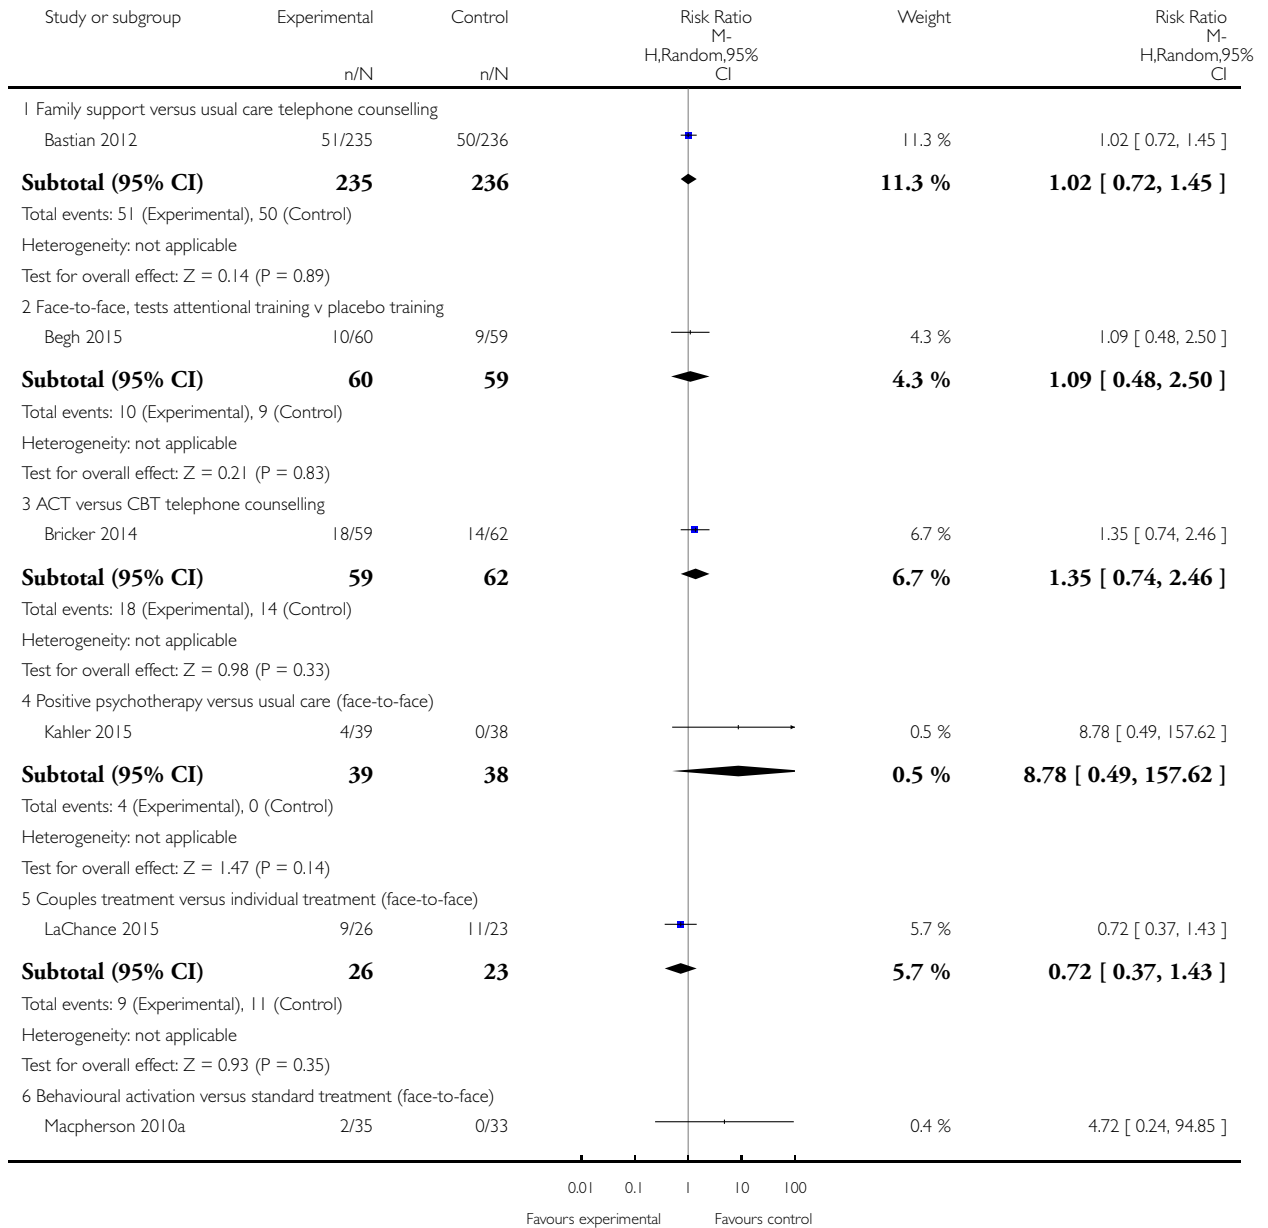 Study or subgroup Experimental Control Risk Ratio Weight Risk Ratio
M- M-
H,Random,95% H,Random,95%
n/N n/N CI CI
1 Family support versus usual care telephone counselling
Bastian 2012 51/235 50/236 11.3 % 1.02 [ 0.72, 1.45 ]
Subtotal (95% CI) 235 236 11.3 % 1.02 [ 0.72, 1.45 ]
Total events: 51 (Experimental), 50 (Control)
Heterogeneity: not applicable
Test for overall effect: Z = 0.14 (P = 0.89)
2 Face-to-face, tests attentional training v placebo training
Begh 2015 10/60 9/59 4.3 % 1.09 [ 0.48, 2.50 ]
Subtotal (95% CI) 60 59 4.3 % 1.09 [ 0.48, 2.50 ]
Total events: 10 (Experimental), 9 (Control)
Heterogeneity: not applicable
Test for overall effect: Z = 0.21 (P = 0.83)
3 ACT versus CBT telephone counselling
Bricker 2014 18/59 14/62 6.7 % 1.35 [ 0.74, 2.46 ]
Subtotal (95% CI) 59 62 6.7 % 1.35 [ 0.74, 2.46 ]
Total events: 18 (Experimental), 14 (Control)
Heterogeneity: not applicable
Test for overall effect: Z = 0.98 (P = 0.33)
4 Positive psychotherapy versus usual care (face-to-face)
Kahler 2015 4/39 0/38 0.5 % 8.78 [ 0.49, 157.62 ]
Subtotal (95% CI) 39 38 0.5 % 8.78 [ 0.49, 157.62 ]
Total events: 4 (Experimental), 0 (Control)
Heterogeneity: not applicable
Test for overall effect: Z = 1.47 (P = 0.14)
5 Couples treatment versus individual treatment (face-to-face)
LaChance 2015 9/26 11/23 5.7 % 0.72 [ 0.37, 1.43 ]
Subtotal (95% CI) 26 23 5.7 % 0.72 [ 0.37, 1.43 ]
Total events: 9 (Experimental), 11 (Control)
Heterogeneity: not applicable
Test for overall effect: Z = 0.93 (P = 0.35)
6 Behavioural activation versus standard treatment (face-to-face)
Macpherson 2010a 2/35 0/33 0.4 % 4.72 [ 0.24, 94.85 ]
0.01 0.1 1 10 100
Favours experimental Favours control